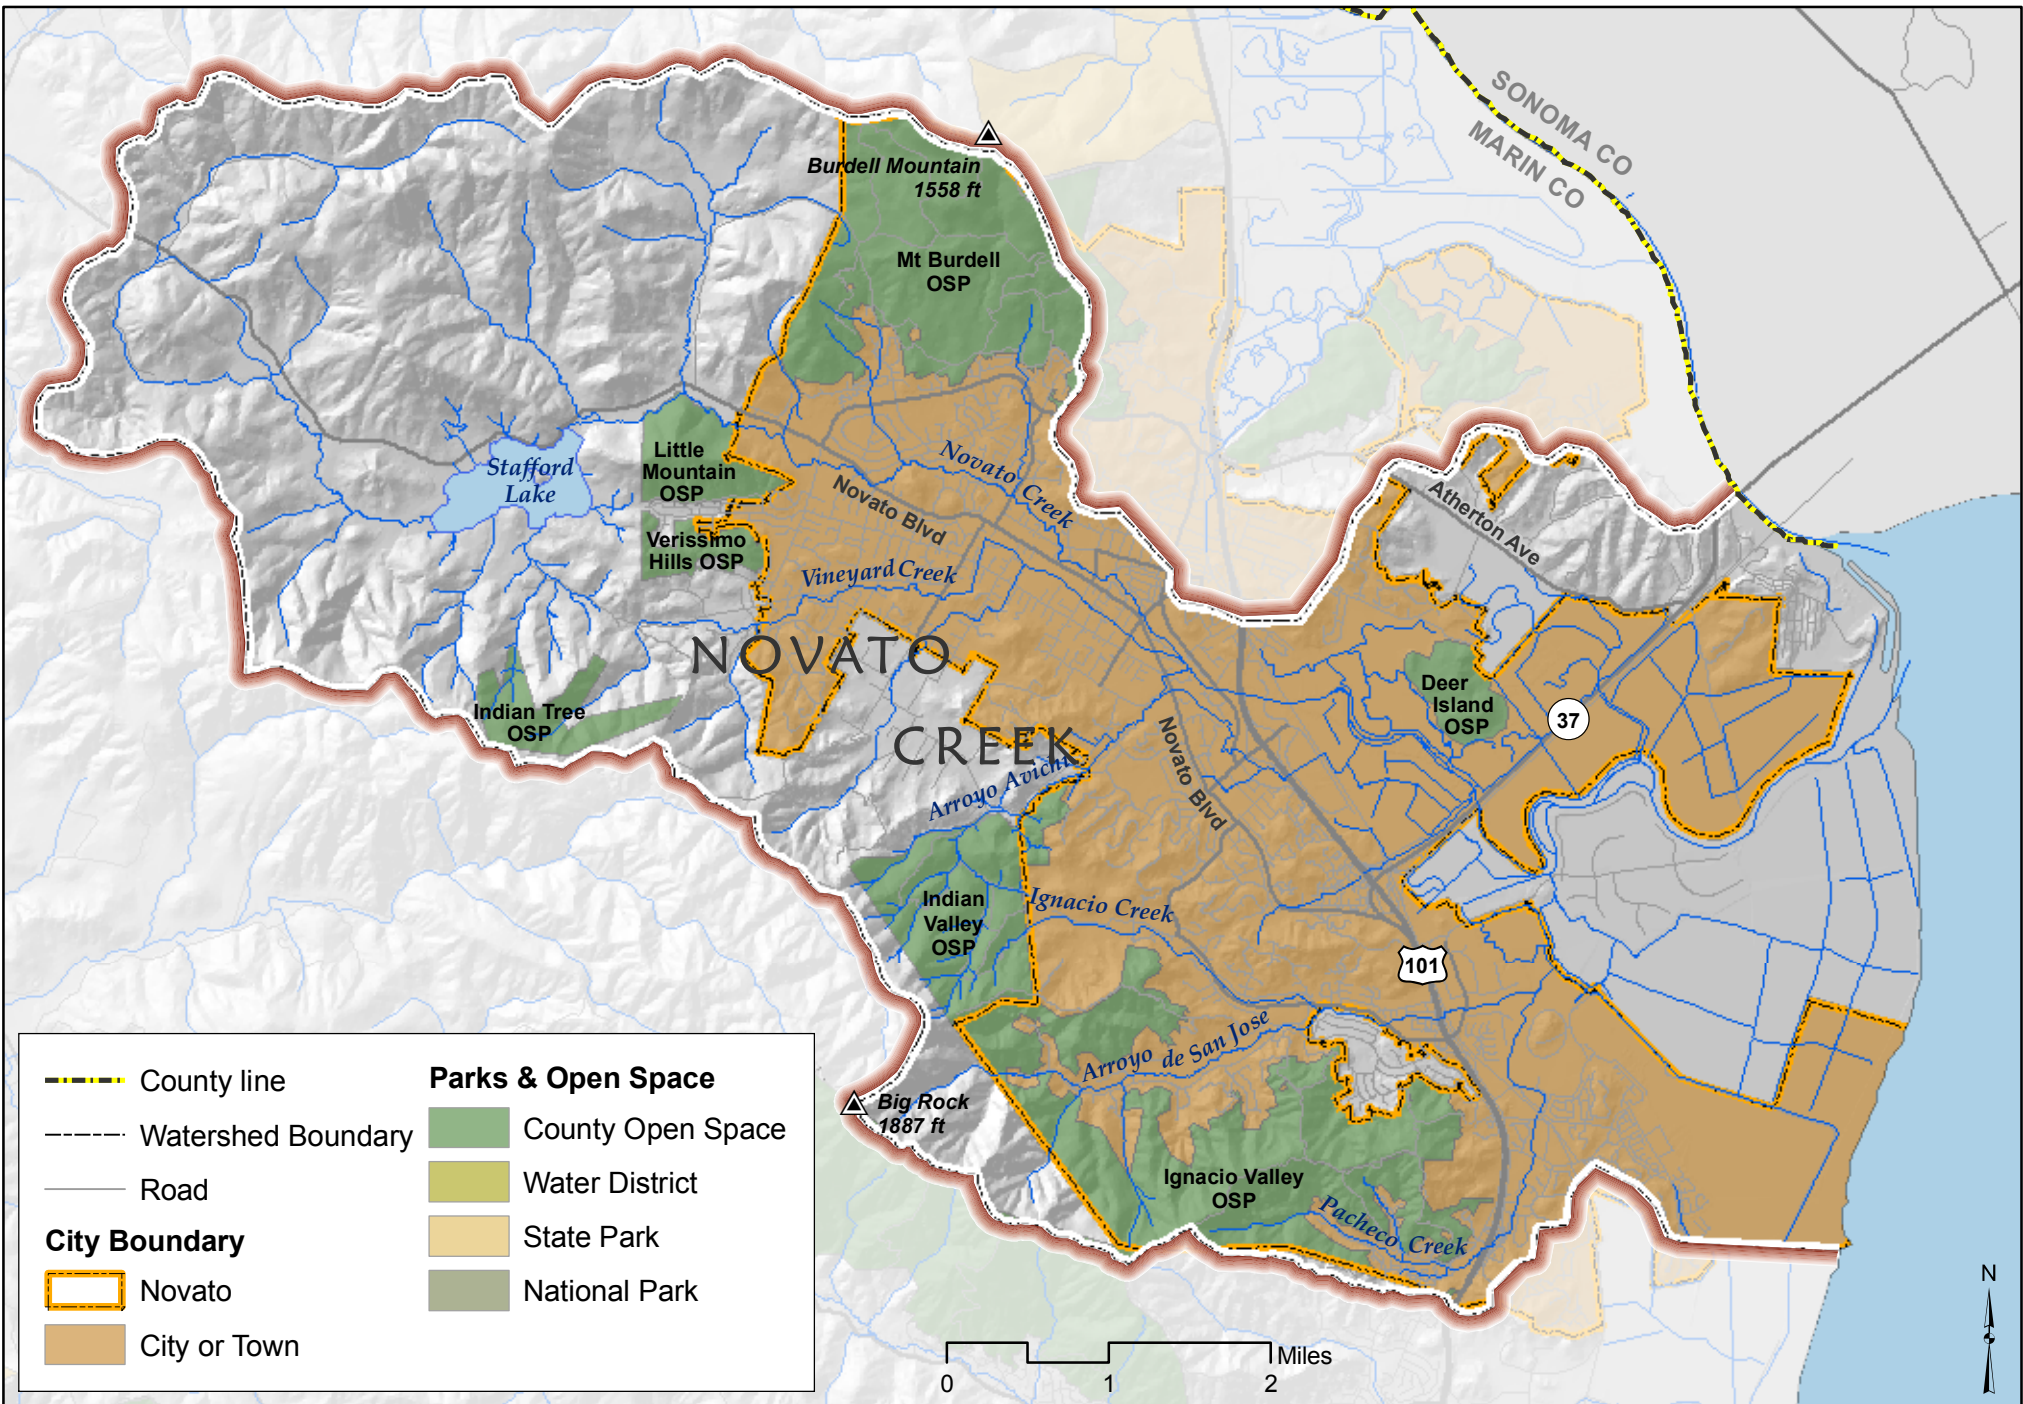 SONOMA CO
MARIN CO
Burdell Mountain
1558 ft
Mt Burdell
OSP
Little
Mountain
OSP
Stafford
Lake
Novato Creek
Novato Blvd
Atherton Ave
Verissimo
Hills OSP
Vineyard Creek
NOVATO
CREEK
Indian Tree
OSP
Deer
Island
OSP
37
Novato Blvd
Arroyo Avichi
Indian
Valley
OSP
Ignacio Creek
101
Arroyo de San Jose
Big Rock
1887 ft
Ignacio Valley
OSP
Pacheco Creek
County line
Watershed Boundary
Road
City Boundary
Novato
City or Town
Parks & Open Space
County Open Space
Water District
State Park
National Park
Miles
0 1 2
N